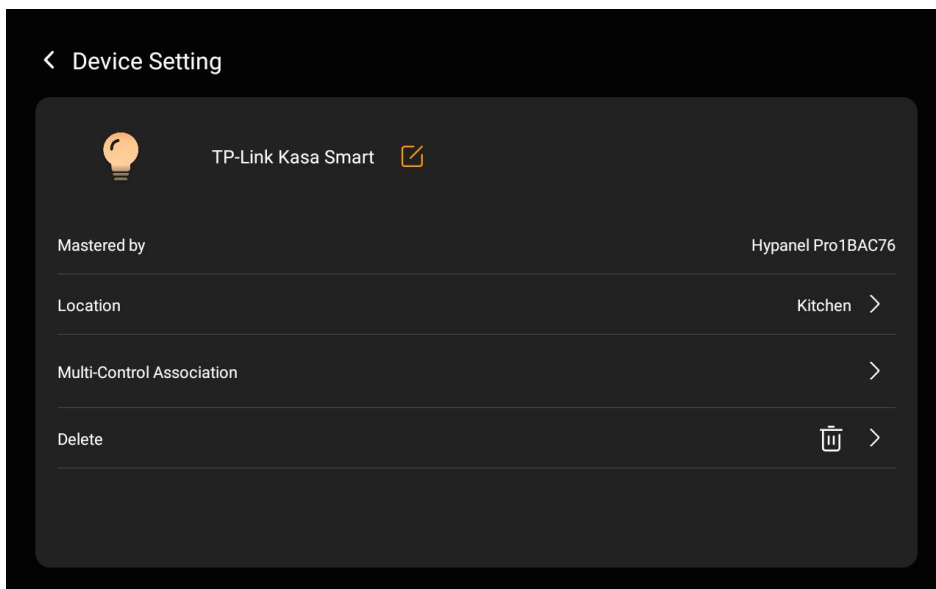 Device Setting
TP-Link Kasa Smart
Mastered by Hypanel Pro1BAC76
Location Kitchen
Multi-Control Association
Delete